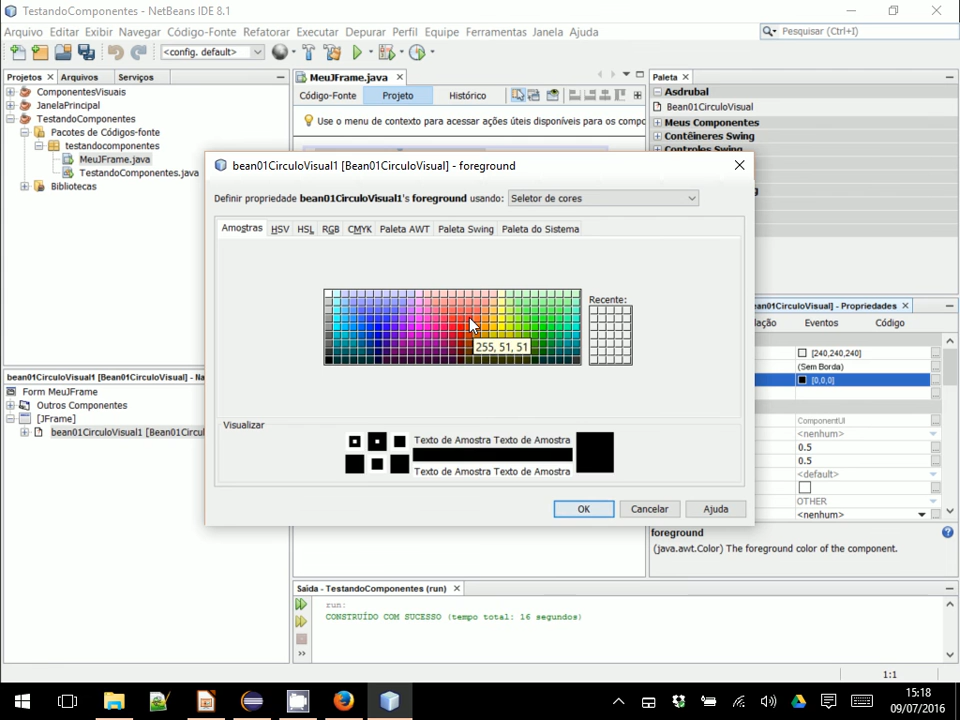 TestandoComponentes - NetBeans IDE 8.1
Arquivo Editar Exibir Navegar Código-Fonte Refatorar Executar Depurar Perfil Equipe Ferramentas Janela Ajuda
Pesquisar (Ctrl+I)
<config. default>
Projetos
Arquivos
Serviços
ComponentesVisuais
JanelaPrincipal
TestandoComponentes
Pacotes de Códigos-fonte
testandocomponentes
MeuJFrame.java
TestandoComponentes.java
Bibliotecas
MeuJFrame.java
Código-Fonte
Projeto
Histórico
Use o menu de contexto para acessar ações úteis disponíveis para os compo
Paleta
Asdrubal
Bean01CirculoVisual
Meus Componentes
Contêineres Swing
Controles Swing
bean01CirculoVisual1 [Bean01CirculoVisual] - foreground
Definir propriedade bean01CirculoVisual1's foreground usando:
Seletor de cores
Amostras
HSV
HSL
RGB
CMYK
Paleta AWT
Paleta Swing
Paleta do Sistema
Recente:
255, 51, 51
Visualizar
Texto de Amostra Texto de Amostra
Texto de Amostra Texto de Amostra
OK
Cancelar
Ajuda
an01CirculoVisual] - Propriedades
lação
Eventos
Código
[240,240,240]
(Sem Borda)
[0,0,0]
ComponentUI
<nenhum>
0.5
0.5
<default>
OTHER
<nenhum>
foreground
(java.awt.Color) The foreground color of the component.
bean01CirculoVisual1 [Bean01CirculoVisual] - Na
Form MeuJFrame
Outros Componentes
[JFrame]
bean01CirculoVisual1 [Bean01Circu
Saída - TestandoComponentes (run)
run:
CONSTRUÍDO COM SUCESSO (tempo total: 16 segundos)
1:1
15:18
09/07/2016